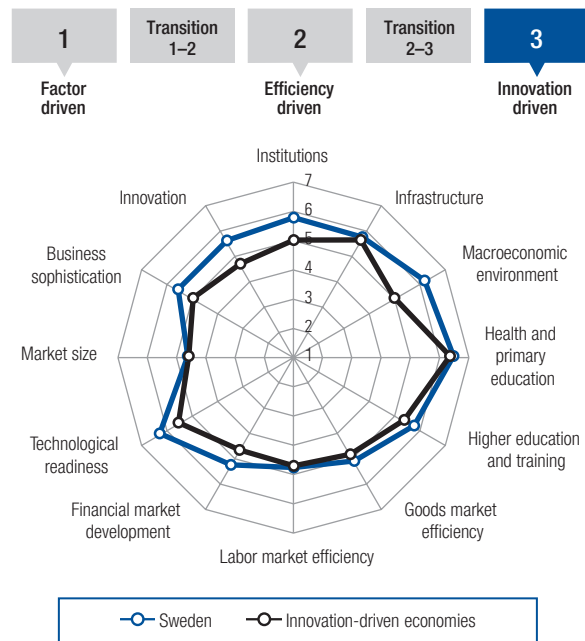 1
Transition
1–2
2
Transition
2–3
3
Factor
driven
Efficiency
driven
Innovation
driven
Institutions
Innovation
Infrastructure
Business
sophistication
Macroeconomic
environment
Market size
Health and
primary
education
Technological
readiness
Higher education
and training
Financial market
development
Goods market
efficiency
Labor market efficiency
7
6
5
4
3
2
1
Sweden
Innovation-driven economies